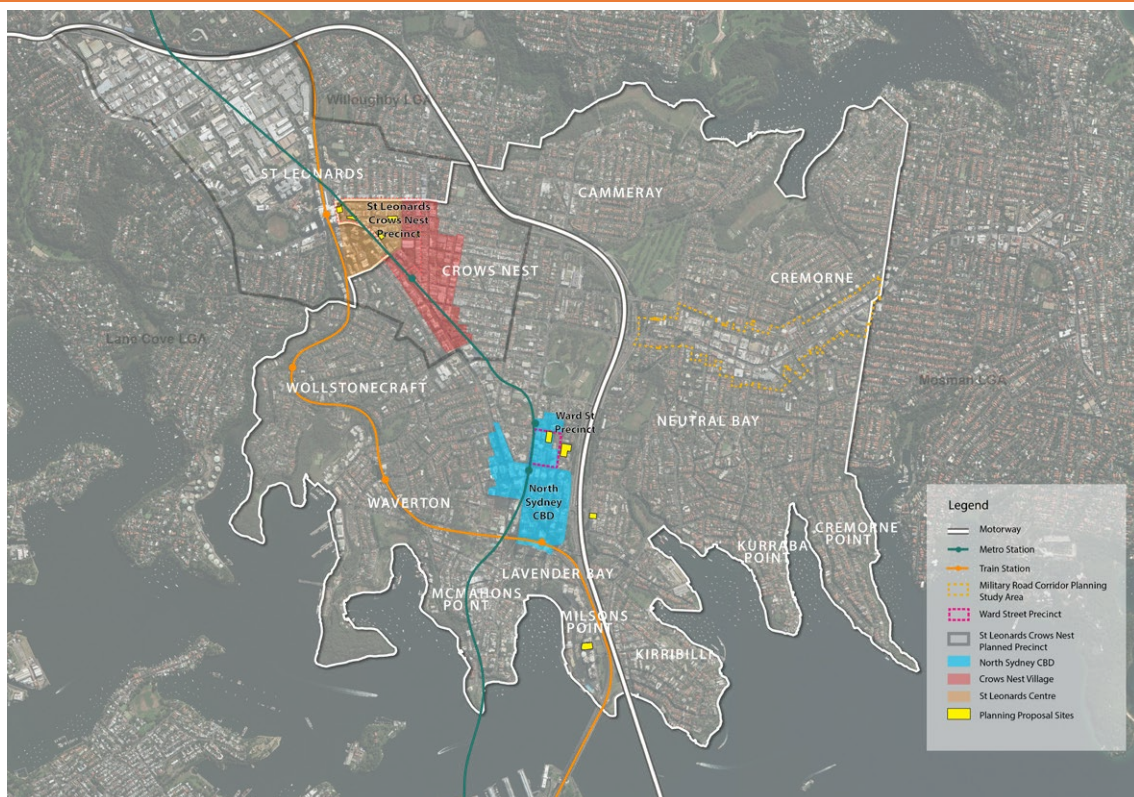 Willoughby LGA
ST LEONARDS
CAMMERAY
St Leonards
Crows Nest
Precinct
CROWS NEST
CREMORNE
Lane Cove LGA
Mosman LGA
WOLLSTONECRAFT
Ward St
Precinct
NEUTRAL BAY
WAVERTON
North
Sydney
CBD
CREMORNE
POINT
KURRABA
POINT
LAVENDER BAY
MCMAHONS
POINT
MILSONS
POINT
KIRRIBILLI
Legend
Motorway
Metro Station
Train Station
Military Road Corridor Planning
Study Area
Ward Street Precinct
St Leonards Crows Nest
Planned Precinct
North Sydney CBD
Crows Nest Village
St Leonards Centre
Planning Proposal Sites